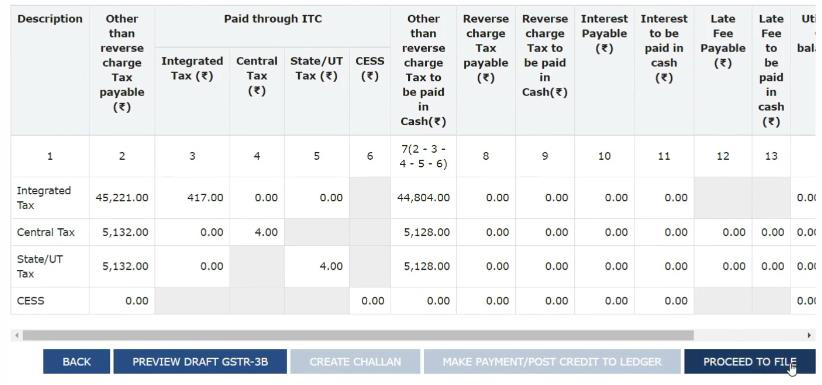 Description Other than reverse charge Tax payable (₹) Paid through ITC Other than reverse charge Tax to be paid in Cash(₹) Reverse charge Tax payable (₹) Reverse charge Tax to be paid in Cash(₹) Interest Payable (₹) Interest to be paid in cash (₹) Late Fee Payable (₹) Late Fee to be paid in cash (₹)
Integrated Tax (₹) Central Tax (₹) State/UT Tax (₹) CESS (₹)
1 2 3 4 5 6 7(2 - 3 - 4 - 5 - 6) 8 9 10 11 12 13
Integrated Tax 45,221.00 417.00 0.00 0.00 44,804.00 0.00 0.00 0.00 0.00
Central Tax 5,132.00 0.00 4.00 5,128.00 0.00 0.00 0.00 0.00 0.00 0.00
State/UT Tax 5,132.00 0.00 4.00 5,128.00 0.00 0.00 0.00 0.00 0.00 0.00
CESS 0.00 0.00 0.00 0.00 0.00 0.00 0.00
BACK PREVIEW DRAFT GSTR-3B CREATE CHALLAN MAKE PAYMENT/POST CREDIT TO LEDGER PROCEED TO FILE